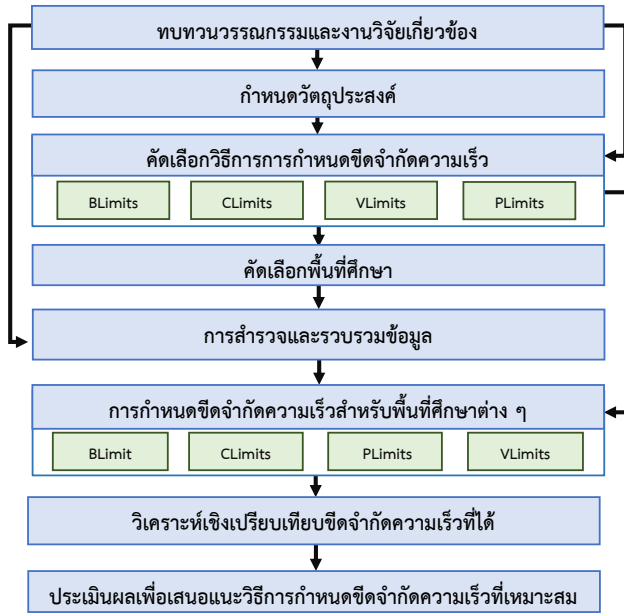 ทบทวนวรรณกรรมและงานวิจัยเกี่ยวข้อง
กำหนดวัตถุประสงค์
คัดเลือกวิธีการการกำหนดขีดจำกัดความเร็ว
BLimits CLimits VLimits PLimits
คัดเลือกพื้นที่ศึกษา
การสำรวจและรวบรวมข้อมูล
การกำหนดขีดจำกัดความเร็วสำหรับพื้นที่ศึกษาต่าง ๆ
BLimit CLimits PLimits VLimits
วิเคราะห์เชิงเปรียบเทียบขีดจำกัดความเร็วที่ได้
ประเมินผลเพื่อเสนอแนะวิธีการกำหนดขีดจำกัดความเร็วที่เหมาะสม